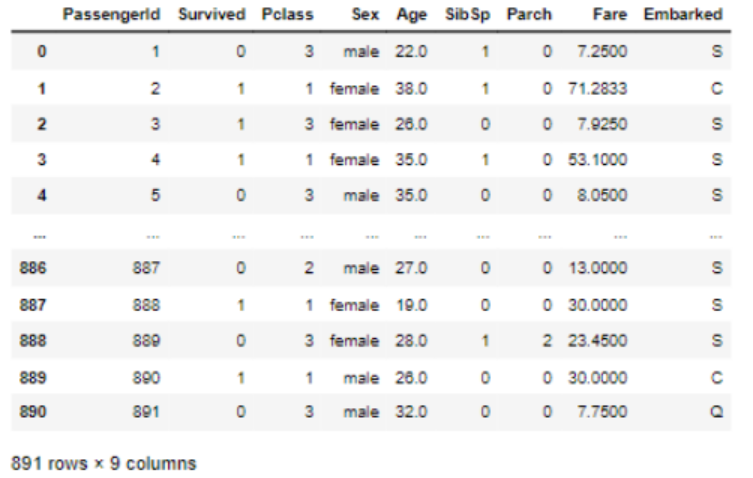 PassengerId Survived Pclass Sex Age SibSp Parch Fare Embarked
0 1 0 3 male 22.0 1 0 7.2500 S
1 2 1 1 female 38.0 1 0 71.2833 C
2 3 1 3 female 26.0 0 0 7.9250 S
3 4 1 1 female 35.0 1 0 53.1000 S
4 5 0 3 male 35.0 0 0 8.0500 S
... ... ... ... ... ... ... ... ... ...
886 887 0 2 male 27.0 0 0 13.0000 S
887 888 1 1 female 19.0 0 0 30.0000 S
888 889 0 3 female 28.0 1 2 23.4500 S
889 890 1 1 male 26.0 0 0 30.0000 C
890 891 0 3 male 32.0 0 0 7.7500 Q
891 rows × 9 columns